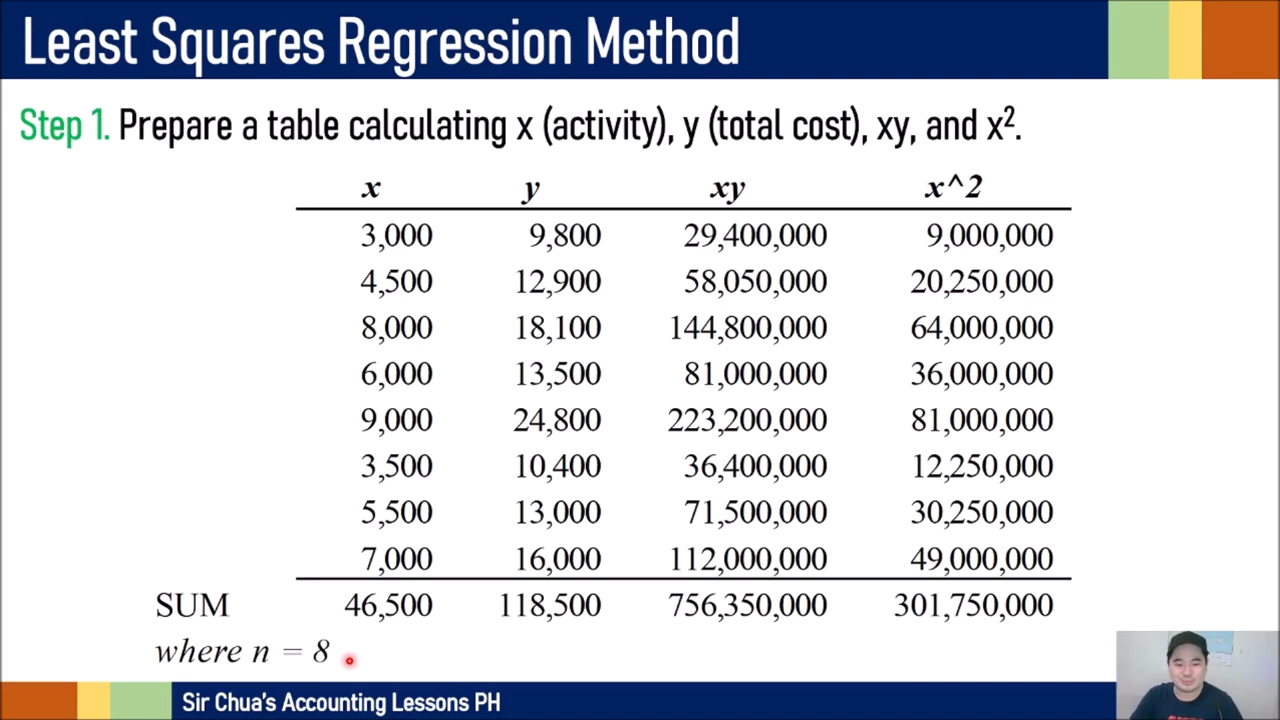 Least Squares Regression Method
Step 1. Prepare a table calculating x (activity), y (total cost), xy, and x².
x y xy x^2
3,000 9,800 29,400,000 9,000,000
4,500 12,900 58,050,000 20,250,000
8,000 18,100 144,800,000 64,000,000
6,000 13,500 81,000,000 36,000,000
9,000 24,800 223,200,000 81,000,000
3,500 10,400 36,400,000 12,250,000
5,500 13,000 71,500,000 30,250,000
7,000 16,000 112,000,000 49,000,000
SUM 46,500 118,500 756,350,000 301,750,000
where n = 8
Sir Chua's Accounting Lessons PH